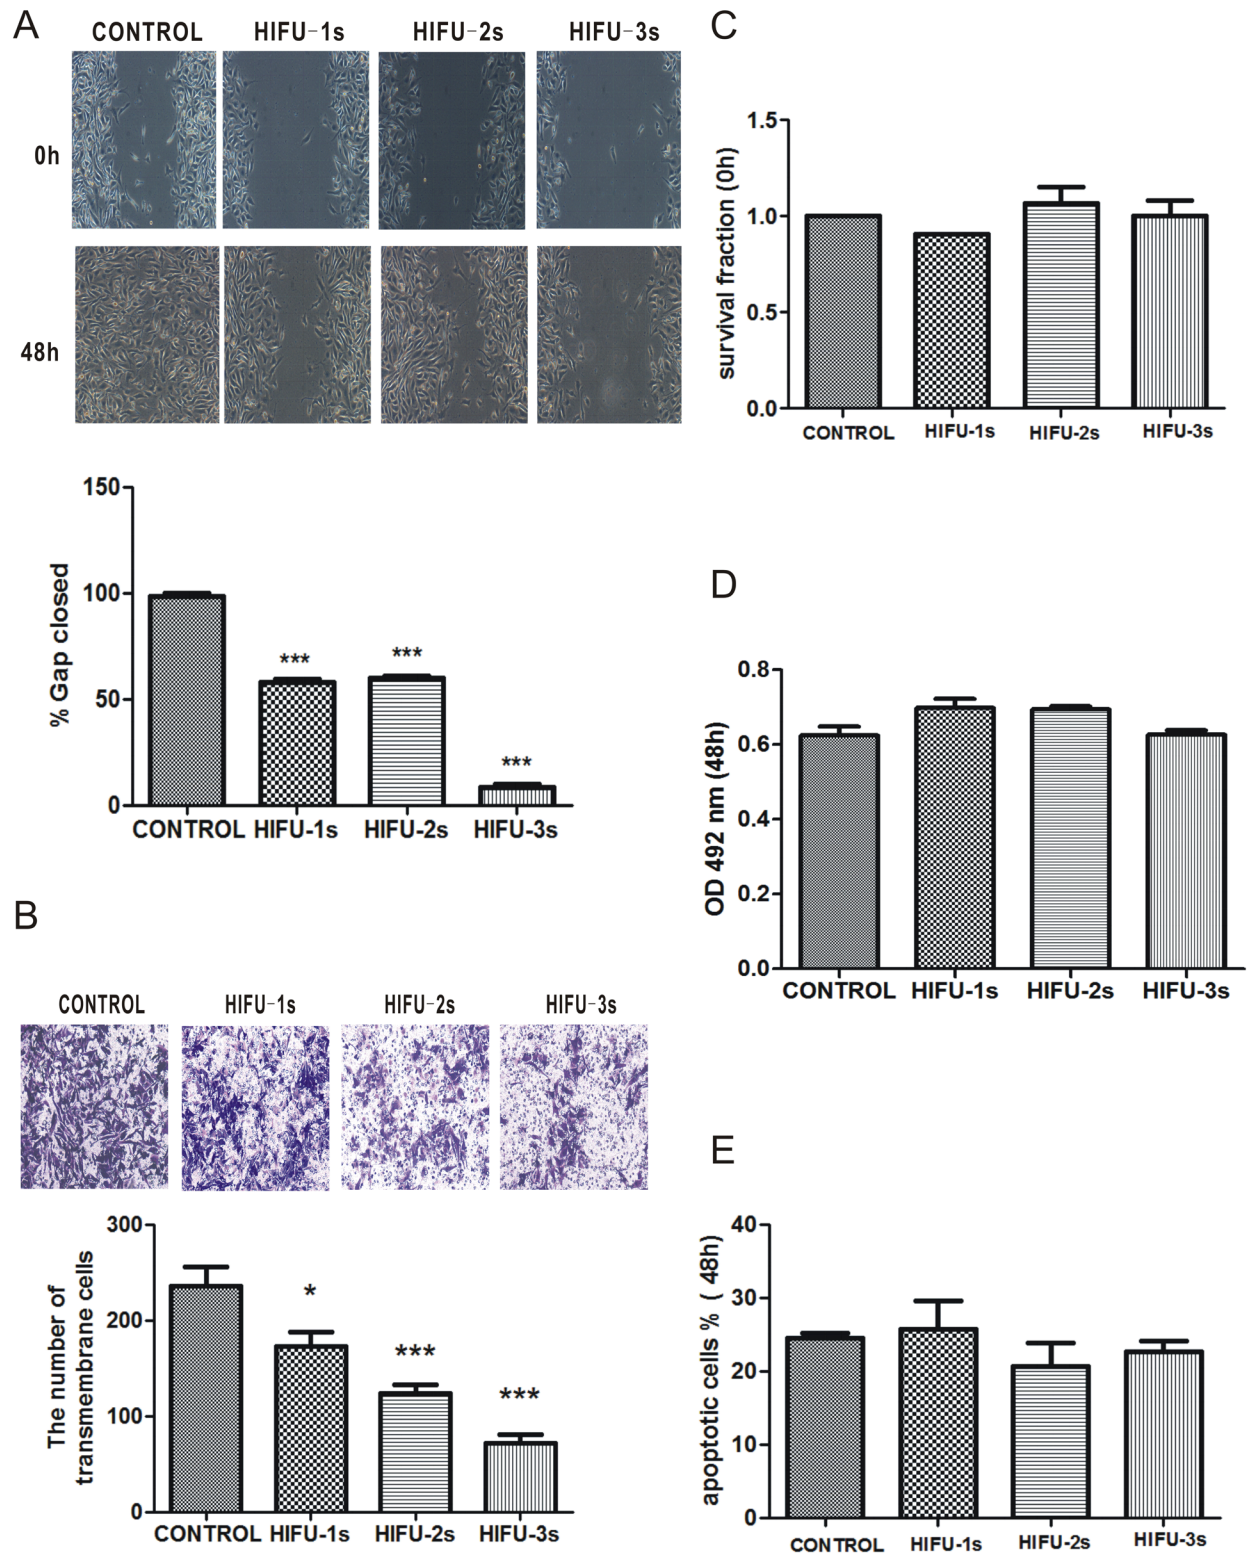 A
CONTROL
HIFU-1s
HIFU-2s
HIFU-3s
0h
48h
150
100
50
0
% Gap closed
***
***
***
CONTROL
HIFU-1s
HIFU-2s
HIFU-3s
B
CONTROL
HIFU-1s
HIFU-2s
HIFU-3s
300
200
100
0
The number of
transmembrane cells
*
***
***
CONTROL
HIFU-1s
HIFU-2s
HIFU-3s
C
1.5
1.0
0.5
0.0
survival fraction (0h)
CONTROL
HIFU-1s
HIFU-2s
HIFU-3s
D
0.8
0.6
0.4
0.2
0.0
OD 492 nm (48h)
CONTROL
HIFU-1s
HIFU-2s
HIFU-3s
E
40
30
20
10
0
apoptotic cells % ( 48h)
CONTROL
HIFU-1s
HIFU-2s
HIFU-3s